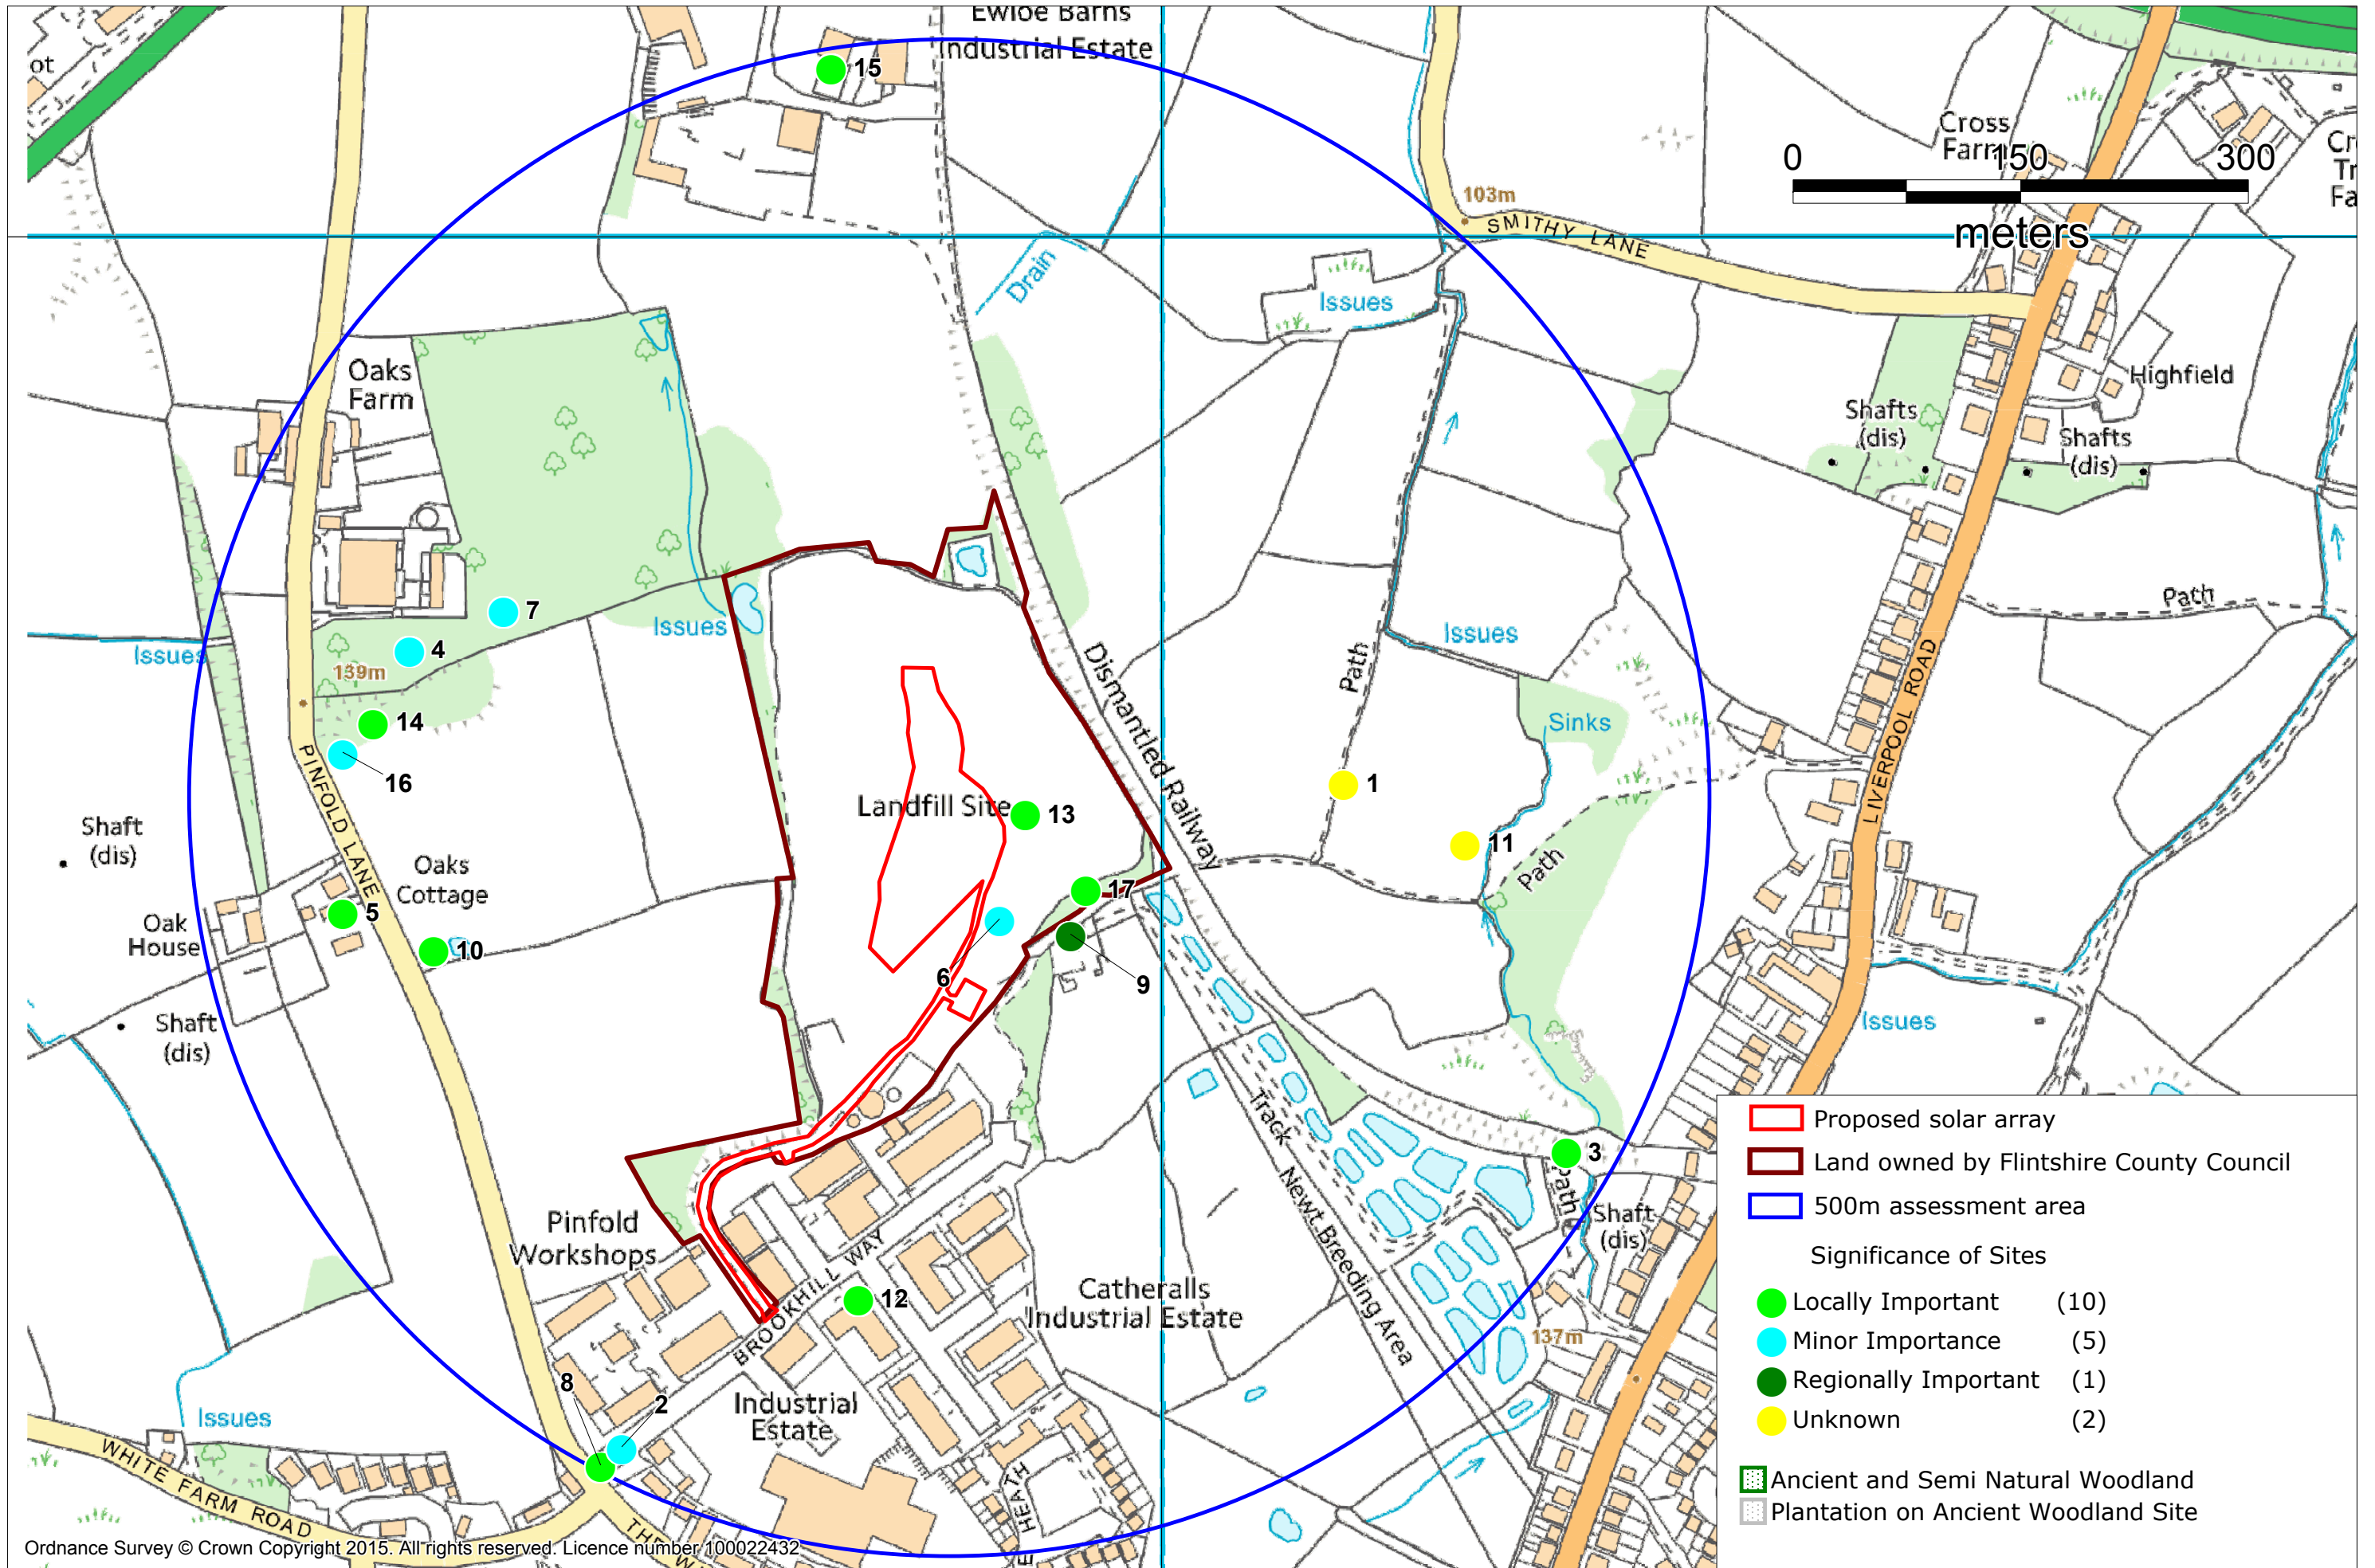 Ewloe Barns
Industrial Estate
ot
15
Cross
Farm
0 150 300
meters
103m
SMITHY LANE
Drain
Issues
Oaks
Farm
Highfield
Shafts
(dis)
Shafts
(dis)
Path
7
4
139m
Issues
Issues
Issues
Dismantled Railway
Path
Sinks
LIVERPOOL ROAD
14
16
PINFOLD LANE
Landfill Site
13
1
11
Path
Shaft
(dis)
Oaks
Cottage
17
5
Oak
House
10
6
9
Shaft
(dis)
Issues
Track
Newt Breeding Area
3
Path
Shaft
(dis)
Pinfold
Workshops
BROOKHILL WAY
12
Catheralls
Industrial Estate
137m
8
2
Industrial
Estate
Issues
WHITE FARM ROAD
HEATH
Proposed solar array
Land owned by Flintshire County Council
500m assessment area
Significance of Sites
Locally Important (10)
Minor Importance (5)
Regionally Important (1)
Unknown (2)
Ancient and Semi Natural Woodland
Plantation on Ancient Woodland Site
Ordnance Survey © Crown Copyright 2015. All rights reserved. Licence number 100022432